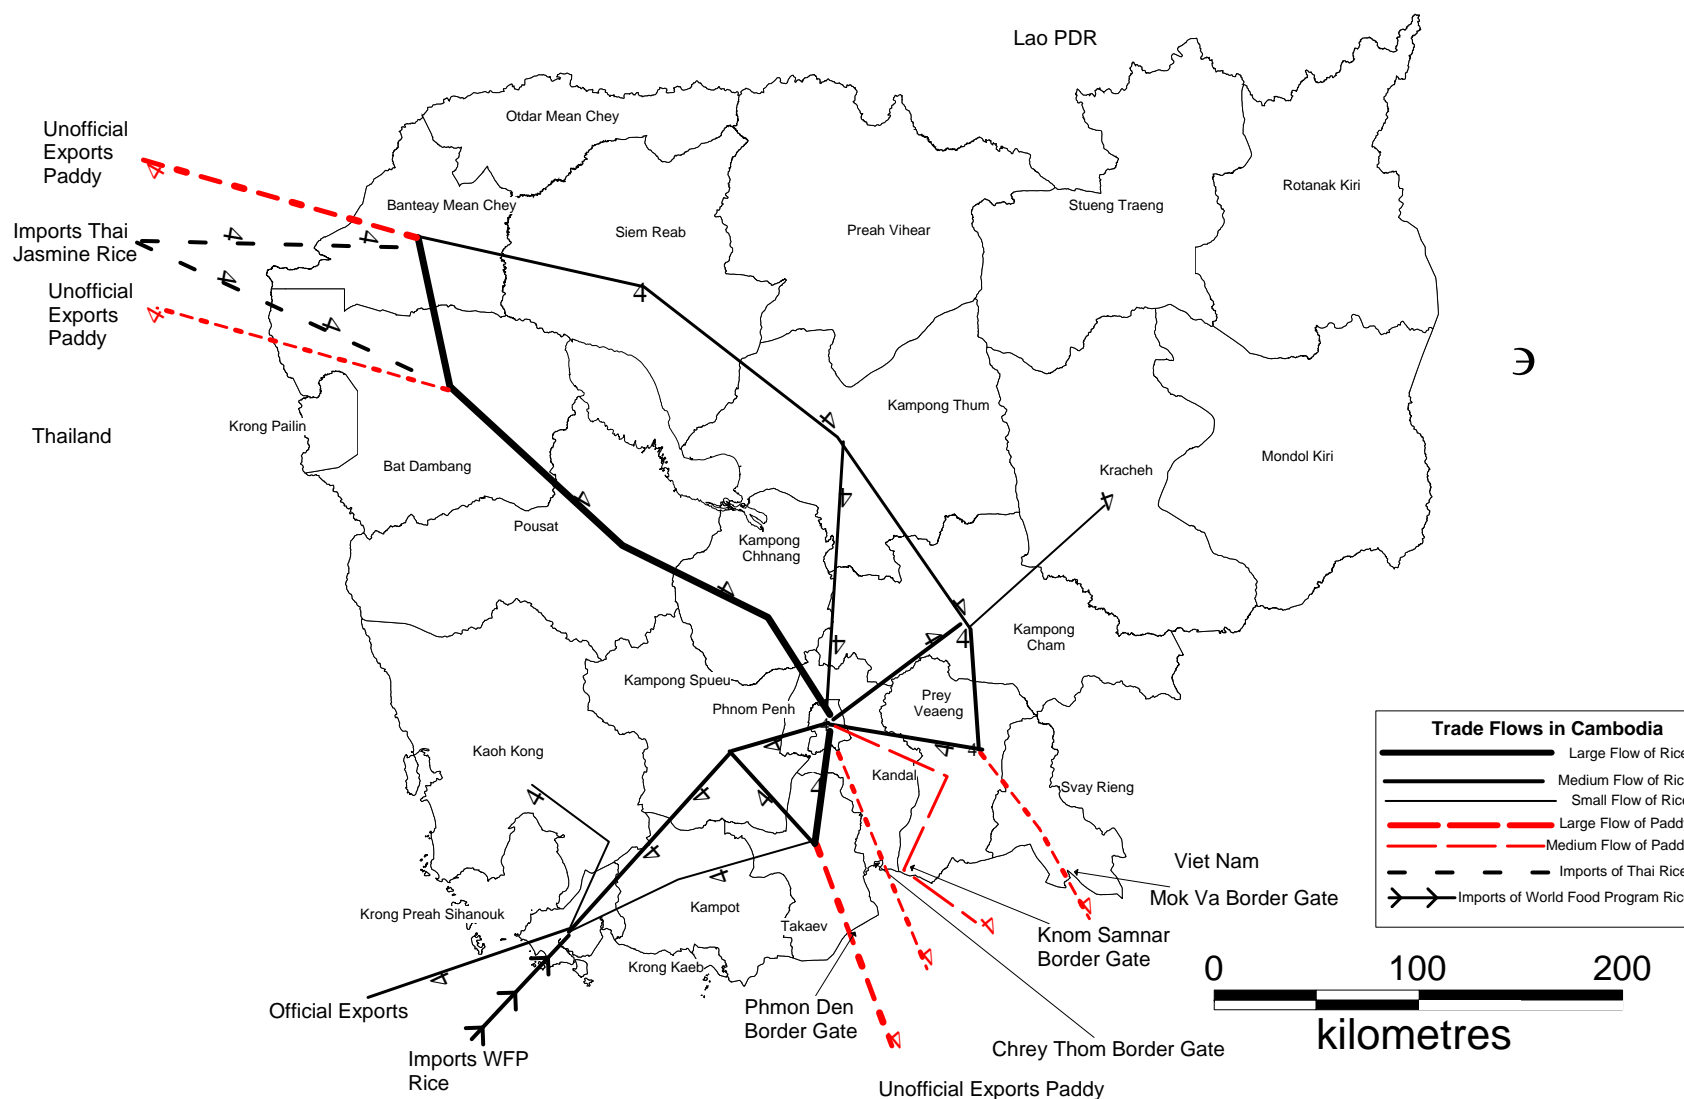 Lao PDR
Otdar Mean Chey
Unofficial
Exports
Paddy
Banteay Mean Chey
Siem Reab
Preah Vihear
Stueng Traeng
Rotanak Kiri
Imports Thai
Jasmine Rice
Unofficial
Exports
Paddy
Thailand
Krong Pailin
Bat Dambang
Kampong Thum
Kracheh
Mondol Kiri
Pousat
Kampong
Chhnang
Kampong
Cham
Kampong Spueu
Phnom Penh
Prey
Veaeng
Kaoh Kong
Kandal
Svay Rieng
Trade Flows in Cambodia
Large Flow of Rice
Medium Flow of Rice
Small Flow of Rice
Large Flow of Paddy
Medium Flow of Paddy
Imports of Thai Rice
Imports of World Food Program Rice
Viet Nam
Mok Va Border Gate
Krong Preah Sihanouk
Kampot
Takaev
Krong Kaeb
Knom Samnar
Border Gate
Official Exports
Phmon Den
Border Gate
Chrey Thom Border Gate
Imports WFP
Rice
Unofficial Exports Paddy
0 100 200
kilometres